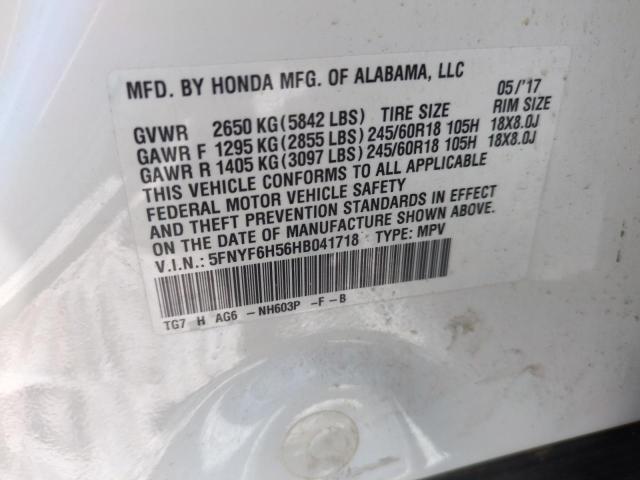 MFD. BY HONDA MFG. OF ALABAMA, LLC 05/'17
GVWR 2650 KG(5842 LBS) TIRE SIZE RIM SIZE
GAWR F 1295 KG(2855 LBS)245/60R18 105H 18X8.0J
GAWR R 1405 KG(3097 LBS)245/60R18 105H 18X8.0J
THIS VEHICLE CONFORMS TO ALL APPLICABLE
FEDERAL MOTOR VEHICLE SAFETY
AND THEFT PREVENTION STANDARDS IN EFFECT
ON THE DATE OF MANUFACTURE SHOWN ABOVE.
V.I.N.: 5FNYF6H56HB041718 TYPE: MPV
TG7 H AG6 -NH603P -F-B